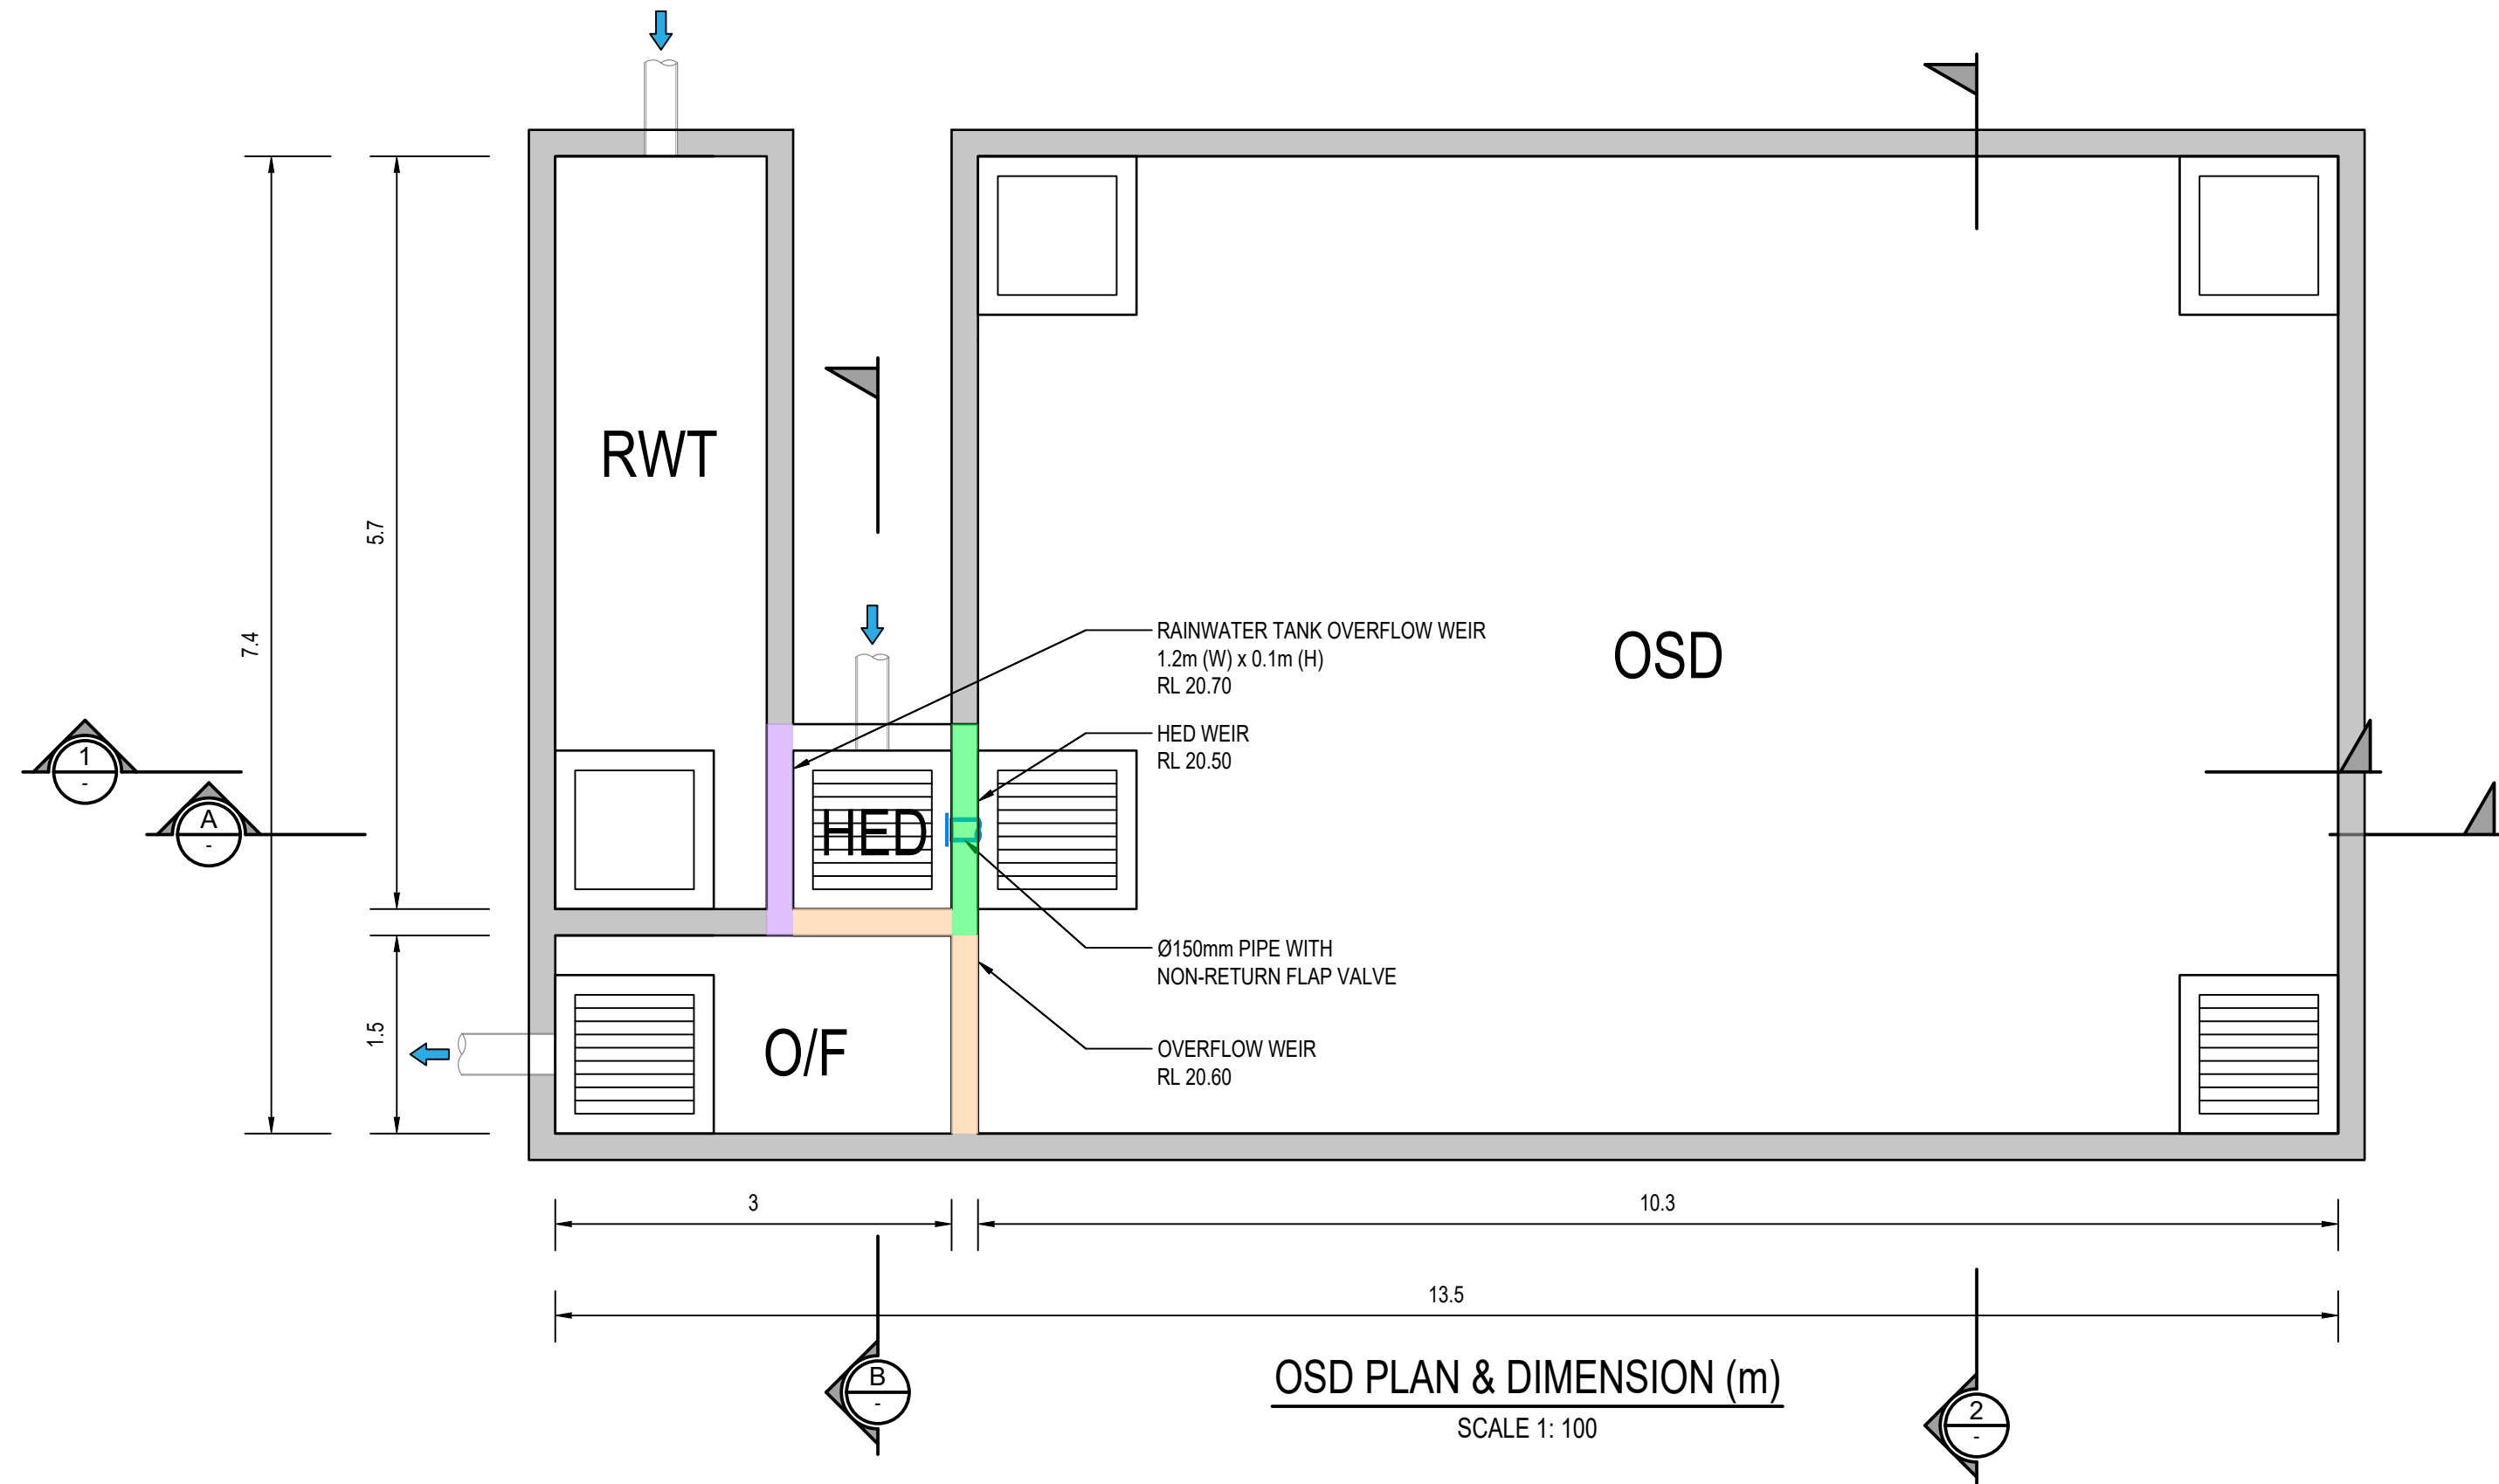 RWT
5.7
7.4
RAINWATER TANK OVERFLOW WEIR
1.2m (W) x 0.1m (H)
RL 20.70
OSD
HED WEIR
RL 20.50
1
-
A
-
HED
Ø150mm PIPE WITH
NON-RETURN FLAP VALVE
1.5
O/F
OVERFLOW WEIR
RL 20.60
3
10.3
13.5
B
-
OSD PLAN & DIMENSION (m)
SCALE 1: 100
2
-